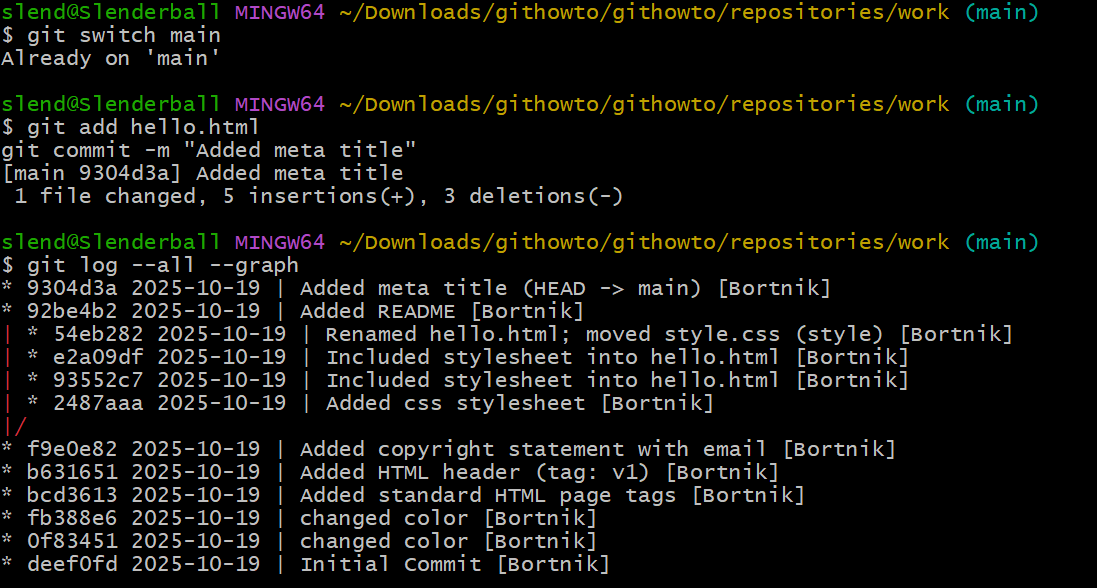 slend@Slenderball MINGW64 ~/Downloads/githowto/githowto/repositories/work (main)
$ git switch main
Already on 'main'

slend@Slenderball MINGW64 ~/Downloads/githowto/githowto/repositories/work (main)
$ git add hello.html
git commit -m "Added meta title"
[main 9304d3a] Added meta title
 1 file changed, 5 insertions(+), 3 deletions(-)

slend@Slenderball MINGW64 ~/Downloads/githowto/githowto/repositories/work (main)
$ git log --all --graph
* 9304d3a 2025-10-19 | Added meta title (HEAD -> main) [Bortnik]
* 92be4b2 2025-10-19 | Added README [Bortnik]
| * 54eb282 2025-10-19 | Renamed hello.html; moved style.css (style) [Bortnik]
| * e2a09df 2025-10-19 | Included stylesheet into hello.html [Bortnik]
| * 93552c7 2025-10-19 | Included stylesheet into hello.html [Bortnik]
| * 2487aaa 2025-10-19 | Added css stylesheet [Bortnik]
|/
* f9e0e82 2025-10-19 | Added copyright statement with email [Bortnik]
* b631651 2025-10-19 | Added HTML header (tag: v1) [Bortnik]
* bcd3613 2025-10-19 | Added standard HTML page tags [Bortnik]
* fb388e6 2025-10-19 | changed color [Bortnik]
* 0f83451 2025-10-19 | changed color [Bortnik]
* deef0fd 2025-10-19 | Initial Commit [Bortnik]